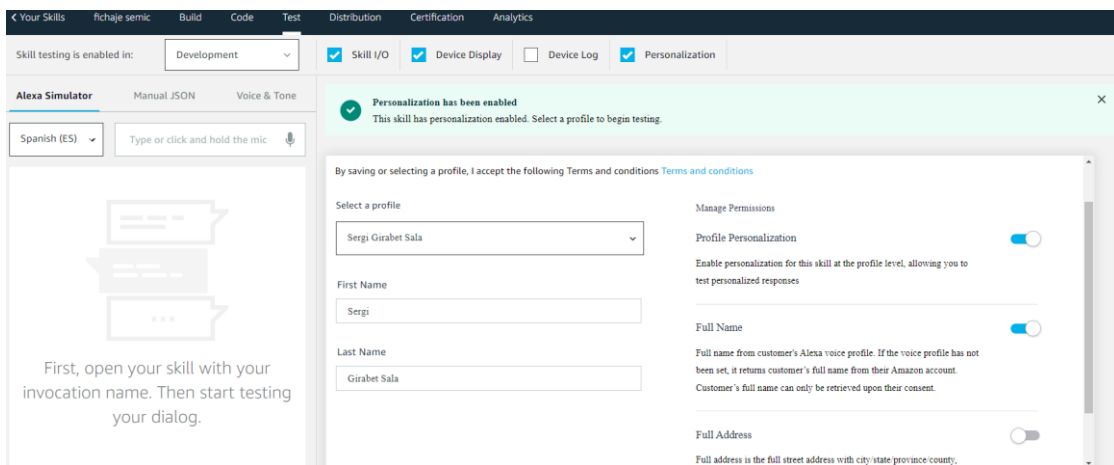 Your Skills
fichaje semic
Build
Code
Test
Distribution
Certification
Analytics
Skill testing is enabled in:
Development
Skill I/O
Device Display
Device Log
Personalization
Alexa Simulator
Manual JSON
Voice & Tone
Spanish (ES)
Type or click and hold the mic
First, open your skill with your
invocation name. Then start testing
your dialog.
Personalization has been enabled
This skill has personalization enabled. Select a profile to begin testing.
By saving or selecting a profile, I accept the following Terms and conditions Terms and conditions
Select a profile
Sergi Girabet Sala
First Name
Sergi
Last Name
Girabet Sala
Manage Permissions
Profile Personalization
Enable personalization for this skill at the profile level, allowing you to
test personalized responses
Full Name
Full name from customer's Alexa voice profile. If the voice profile has not
been set, it returns customer's full name from their Amazon account.
Customer's full name can only be retrieved upon their consent.
Full Address
Full address is the full street address with city/state/province/county,